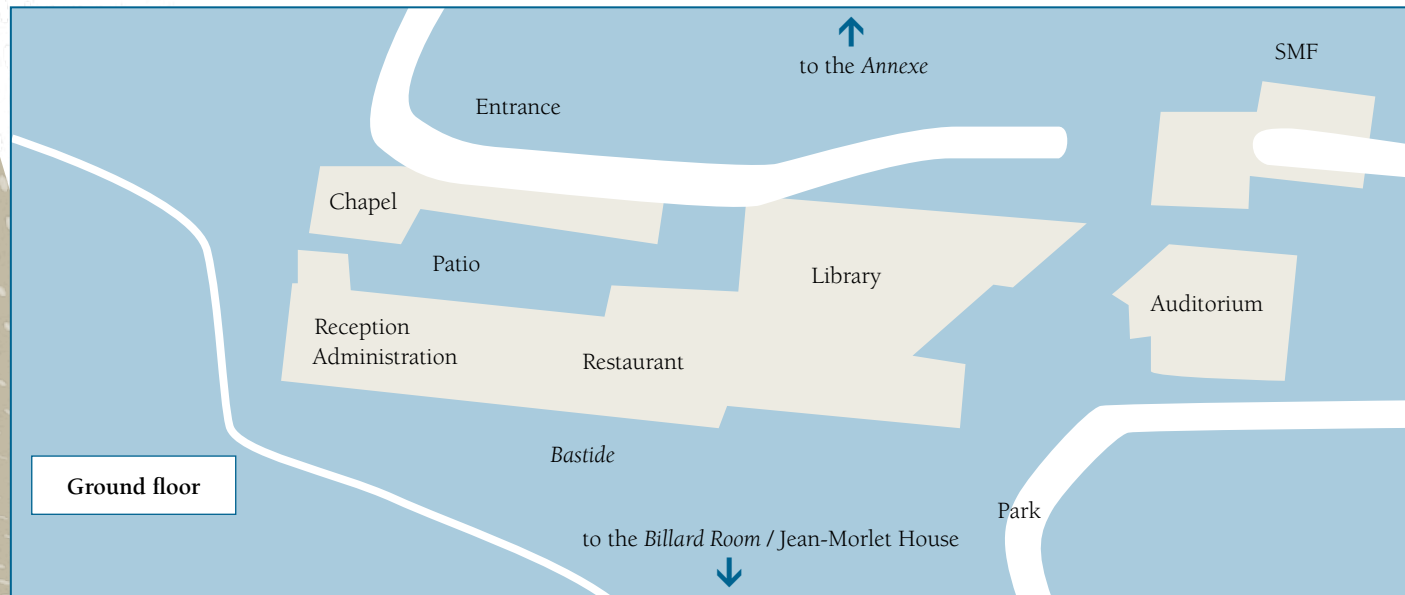 SMF
to the Annexe
Entrance
Chapel
Patio
Library
Auditorium
Reception
Administration
Restaurant
Bastide
Ground floor
Park
to the Billard Room / Jean-Morlet House